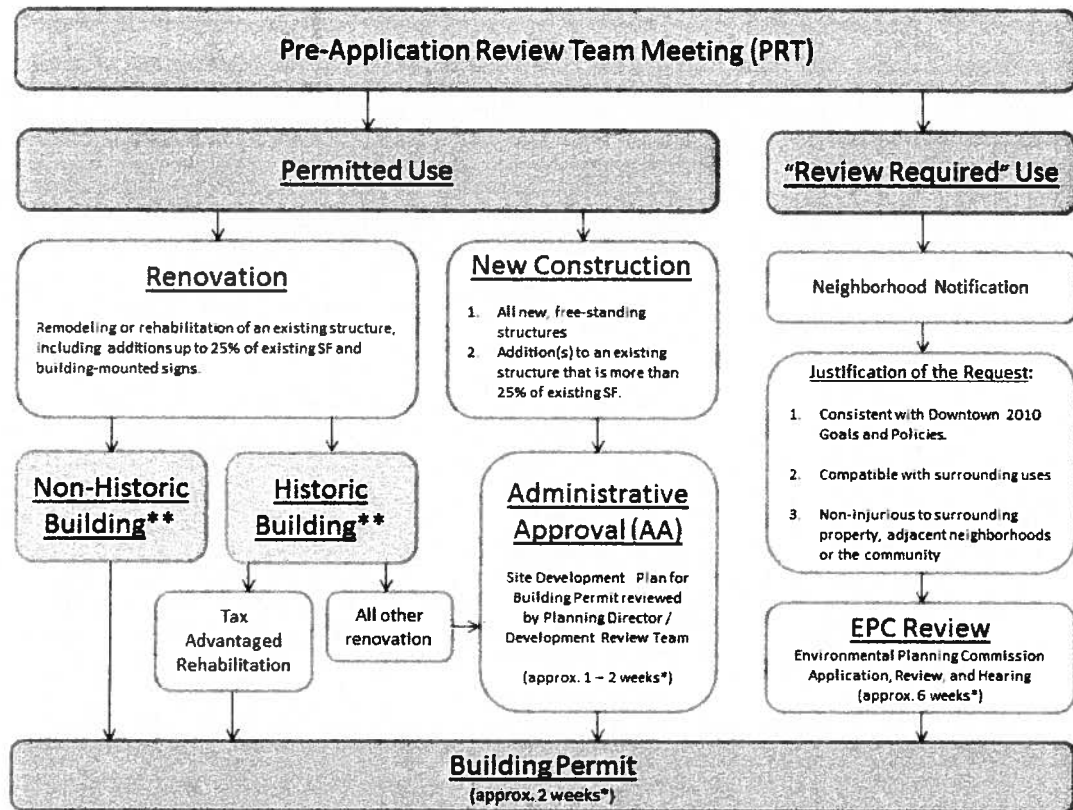 Pre-Application Review Team Meeting (PRT)
Permitted Use
"Review Required" Use
Renovation
Remodeling or rehabilitation of an existing structure,
including additions up to 25% of existing SF and
building-mounted signs.
New Construction
1. All new, free-standing
structures
2. Addition(s) to an existing
structure that is more than
25% of existing SF.
Neighborhood Notification
Justification of the Request:
1. Consistent with Downtown 2010
Goals and Policies.
2. Compatible with surrounding uses
3. Non-injurious to surrounding
property, adjacent neighborhoods
or the community
Non-Historic
Building**
Historic
Building**
Tax
Advantaged
Rehabilitation
All other
renovation
Administrative
Approval (AA)
Site Development Plan for
Building Permit reviewed
by Planning Director /
Development Review Team
(approx. 1 – 2 weeks*)
EPC Review
Environmental Planning Commission
Application, Review, and Hearing
(approx. 6 weeks*)
Building Permit
(approx. 2 weeks*)